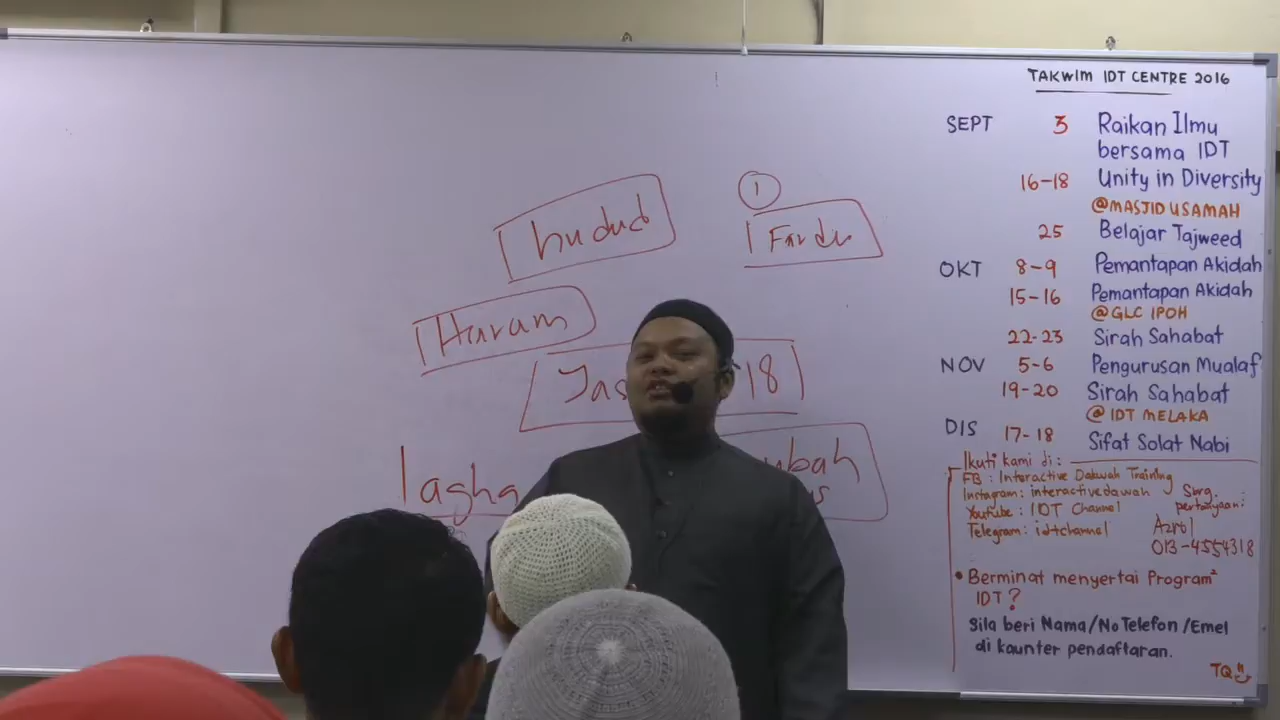 TAKWIM IDT CENTRE 2016
SEPT 3 Raikan Ilmu
bersama IDT
16-18 Unity in Diversity
@MASJID USAMAH
25 Belajar Tajweed
OKT 8-9 Pemantapan Akidah
15-16 Pemantapan Akidah
@GLC IPOH
22-23 Sirah Sahabat
NOV 5-6 Pengurusan Mualaf
19-20 Sirah Sahabat
@IDT MELAKA
DIS 17-18 Sifat Solat Nabi
Ikuti kami di:
FB: Interactive Dakwah Training
Instagram: interactivedawah
Youtube: IDT Channel
Telegram: idtchannel
Sbrg. pertanyaan:
Azrol
013-4554318
• Berminat menyertai Program²
IDT?
Sila beri Nama/No Telefon/Emel
di kaunter pendaftaran.
TQ
1
hudud
Fardu
Haram
18
lagha